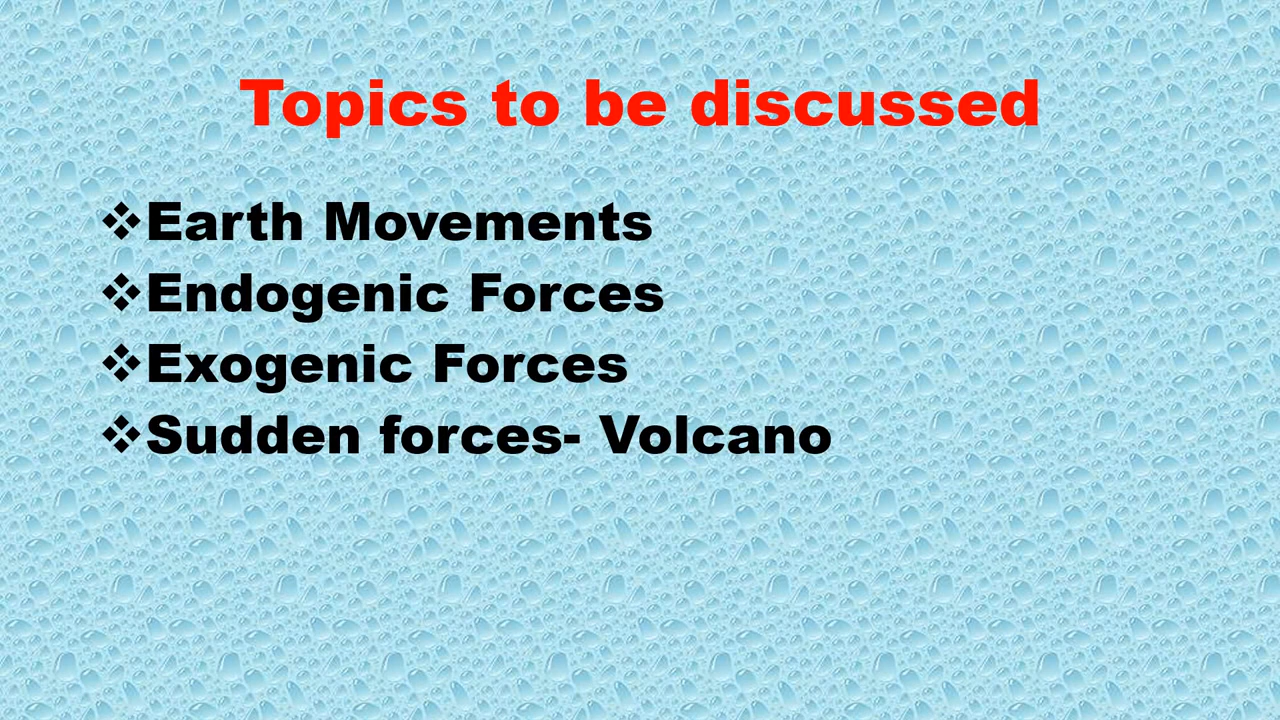 Topics to be discussed
❖Earth Movements
❖Endogenic Forces
❖Exogenic Forces
❖Sudden forces- Volcano